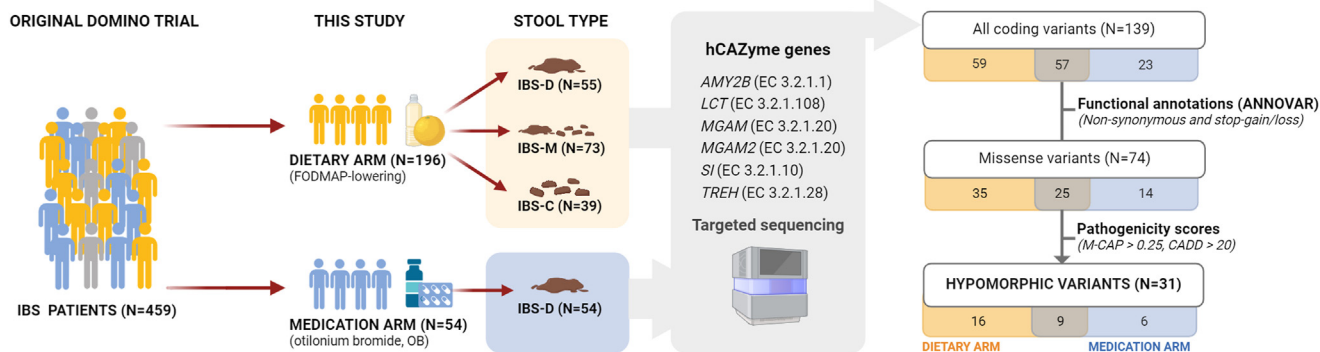 ORIGINAL DOMINO TRIAL
IBS PATIENTS (N=459)
THIS STUDY
DIETARY ARM (N=196)
(FODMAP-lowering)
MEDICATION ARM (N=54)
(otilonium bromide, OB)
STOOL TYPE
IBS-D (N=55)
IBS-M (N=73)
IBS-C (N=39)
IBS-D (N=54)
hCAZyme genes
AMY2B (EC 3.2.1.1)
LCT (EC 3.2.1.108)
MGAM (EC 3.2.1.20)
MGAM2 (EC 3.2.1.20)
SI (EC 3.2.1.10)
TREH (EC 3.2.1.28)
Targeted sequencing
All coding variants (N=139)
59 57 23
Functional annotations (ANNOVAR)
(Non-synonymous and stop-gain/loss)
Missense variants (N=74)
35 25 14
Pathogenicity scores
(M-CAP > 0.25, CADD > 20)
HYPOMORPHIC VARIANTS (N=31)
16 9 6
DIETARY ARM MEDICATION ARM